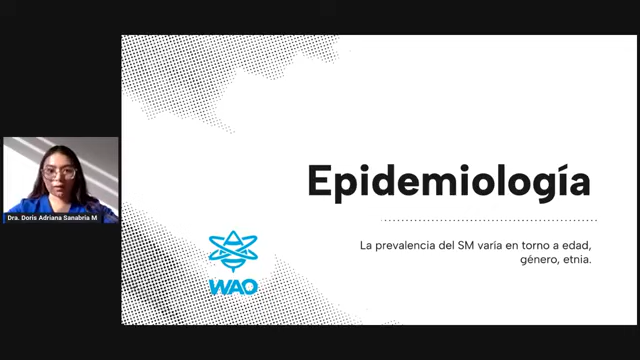 Epidemiología
La prevalencia del SM varía en torno a edad,
género, etnia.
WAO
Dra. Doris Adriana Sanabria M